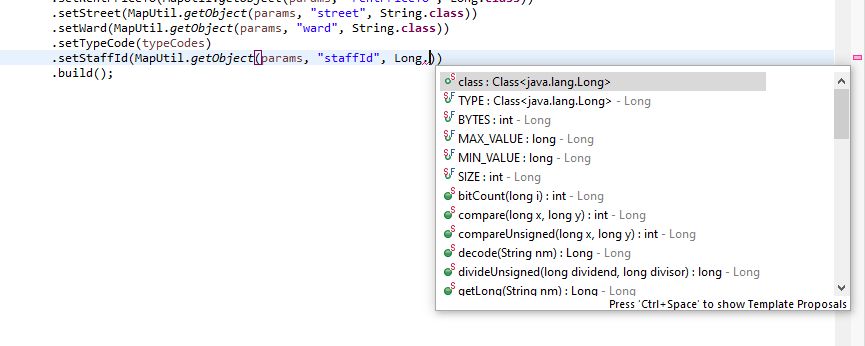 .setStreet(MapUtil.getObject(params, "street", String.class))
.setWard(MapUtil.getObject(params, "ward", String.class))
.setTypeCode(typeCodes)
.setStaffId(MapUtil.getObject(params, "staffId", Long.))
.build();
class : Class<java.lang.Long>
TYPE : Class<java.lang.Long> - Long
BYTES : int - Long
MAX_VALUE : long - Long
MIN_VALUE : long - Long
SIZE : int - Long
bitCount(long i) : int - Long
compare(long x, long y) : int - Long
compareUnsigned(long x, long y) : int - Long
decode(String nm) : Long - Long
divideUnsigned(long dividend, long divisor) : long - Long
getLong(String nm) : Long - Long
Press 'Ctrl+Space' to show Template Proposals